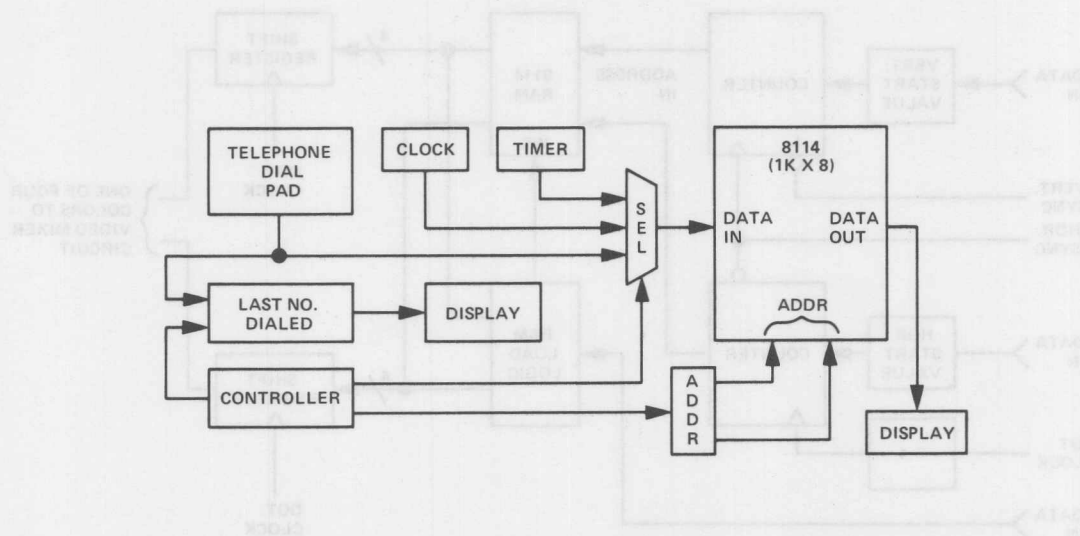 TELEPHONE
DIAL
PAD
CLOCK
TIMER
8114
(1K X 8)
SEL
DATA
IN
DATA
OUT
LAST NO.
DIALED
DISPLAY
ADDR
CONTROLLER
ADDR
DISPLAY